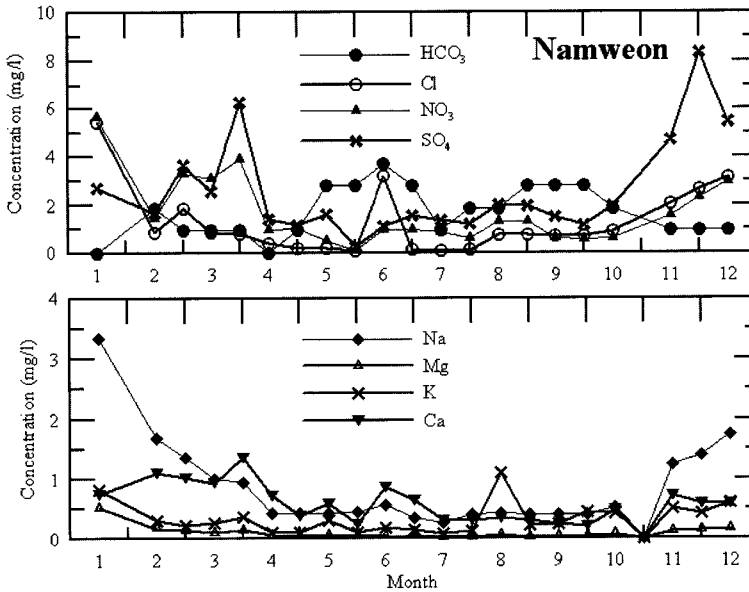 Namweon
Concentration (mg/l)
10
8
6
4
2
0
HCO3
Cl
NO3
SO4
1 2 3 4 5 6 7 8 9 10 11 12
Concentration (mg/l)
4
3
2
1
0
Na
Mg
K
Ca
1 2 3 4 5 6 7 8 9 10 11 12
Month